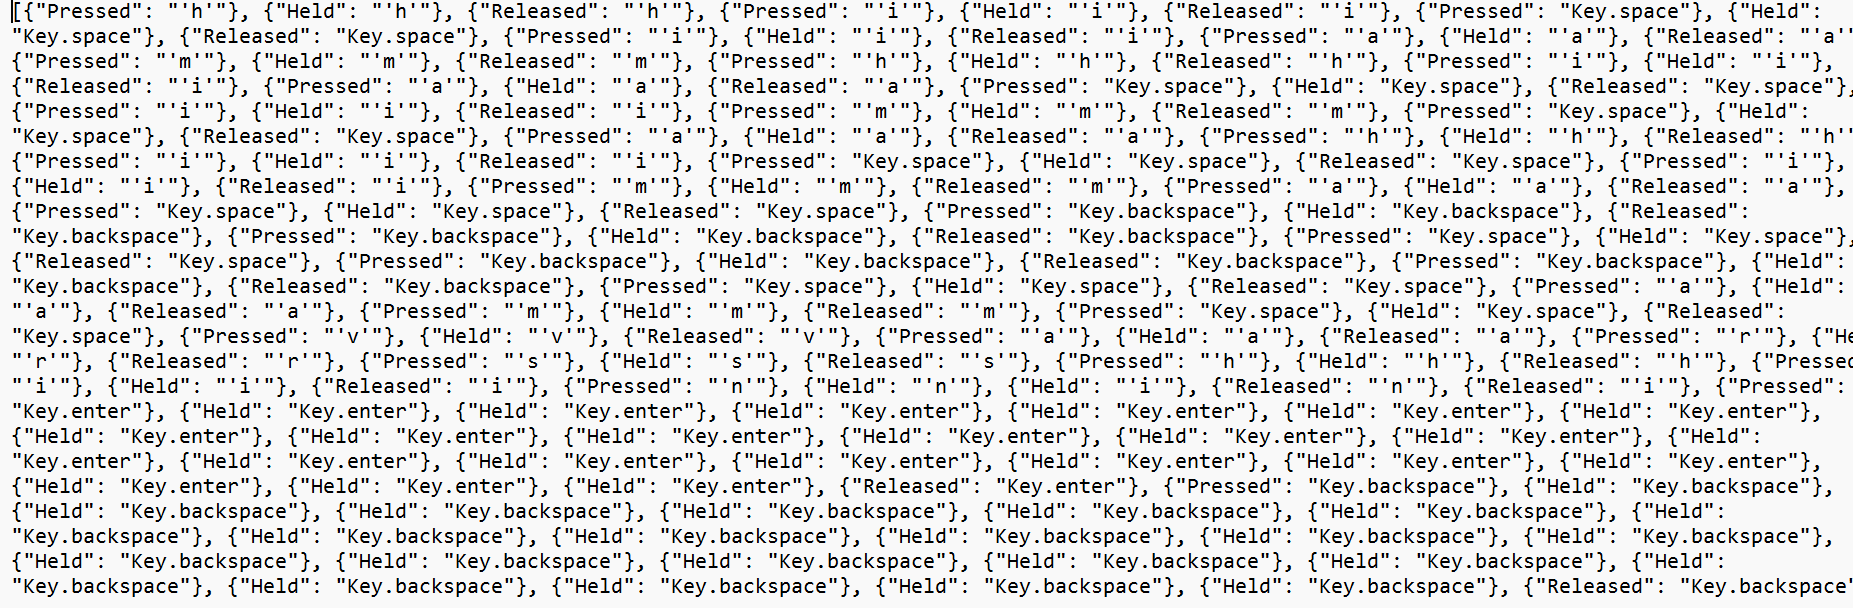 [{"Pressed": "'h'"}, {"Held": "'h'"}, {"Released": "'h'"}, {"Pressed": "'i'"}, {"Held": "'i'"}, {"Released": "'i'"}, {"Pressed": "Key.space"}, {"Held":
"Key.space"}, {"Released": "Key.space"}, {"Pressed": "'i'"}, {"Held": "'i'"}, {"Released": "'i'"}, {"Pressed": "'a'"}, {"Held": "'a'"}, {"Released": "'a'"
{"Pressed": "'m'"}, {"Held": "'m'"}, {"Released": "'m'"}, {"Pressed": "'h'"}, {"Held": "'h'"}, {"Released": "'h'"}, {"Pressed": "'i'"}, {"Held": "'i'"},
{"Released": "'i'"}, {"Pressed": "'a'"}, {"Held": "'a'"}, {"Released": "'a'"}, {"Pressed": "Key.space"}, {"Held": "Key.space"}, {"Released": "Key.space"},
{"Pressed": "'i'"}, {"Held": "'i'"}, {"Released": "'i'"}, {"Pressed": "'m'"}, {"Held": "'m'"}, {"Released": "'m'"}, {"Pressed": "Key.space"}, {"Held":
"Key.space"}, {"Released": "Key.space"}, {"Pressed": "'a'"}, {"Held": "'a'"}, {"Released": "'a'"}, {"Pressed": "'h'"}, {"Held": "'h'"}, {"Released": "'h'"
{"Pressed": "'i'"}, {"Held": "'i'"}, {"Released": "'i'"}, {"Pressed": "Key.space"}, {"Held": "Key.space"}, {"Released": "Key.space"}, {"Pressed": "'i'"},
{"Held": "'i'"}, {"Released": "'i'"}, {"Pressed": "'m'"}, {"Held": "'m'"}, {"Released": "'m'"}, {"Pressed": "'a'"}, {"Held": "'a'"}, {"Released": "'a'"},
{"Pressed": "Key.space"}, {"Held": "Key.space"}, {"Released": "Key.space"}, {"Pressed": "Key.backspace"}, {"Held": "Key.backspace"}, {"Released":
"Key.backspace"}, {"Pressed": "Key.backspace"}, {"Held": "Key.backspace"}, {"Released": "Key.backspace"}, {"Pressed": "Key.space"}, {"Held": "Key.space"},
{"Released": "Key.space"}, {"Pressed": "Key.backspace"}, {"Held": "Key.backspace"}, {"Released": "Key.backspace"}, {"Pressed": "Key.backspace"}, {"Held":
"Key.backspace"}, {"Released": "Key.backspace"}, {"Pressed": "Key.space"}, {"Held": "Key.space"}, {"Released": "Key.space"}, {"Pressed": "'a'"}, {"Held":
"'a'"}, {"Released": "'a'"}, {"Pressed": "'m'"}, {"Held": "'m'"}, {"Released": "'m'"}, {"Pressed": "Key.space"}, {"Held": "Key.space"}, {"Released":
"Key.space"}, {"Pressed": "'v'"}, {"Held": "'v'"}, {"Released": "'v'"}, {"Pressed": "'a'"}, {"Held": "'a'"}, {"Released": "'a'"}, {"Pressed": "'r'"}, {"He
"'r'"}, {"Released": "'r'"}, {"Pressed": "'s'"}, {"Held": "'s'"}, {"Released": "'s'"}, {"Pressed": "'h'"}, {"Held": "'h'"}, {"Released": "'h'"}, {"Pressed
"'i'"}, {"Held": "'i'"}, {"Released": "'i'"}, {"Pressed": "'n'"}, {"Held": "'n'"}, {"Held": "'i'"}, {"Released": "'n'"}, {"Released": "'i'"}, {"Pressed":
"Key.enter"}, {"Held": "Key.enter"}, {"Held": "Key.enter"}, {"Held": "Key.enter"}, {"Held": "Key.enter"}, {"Held": "Key.enter"}, {"Held": "Key.enter"},
{"Held": "Key.enter"}, {"Held": "Key.enter"}, {"Held": "Key.enter"}, {"Held": "Key.enter"}, {"Held": "Key.enter"}, {"Held": "Key.enter"}, {"Held":
"Key.enter"}, {"Held": "Key.enter"}, {"Held": "Key.enter"}, {"Held": "Key.enter"}, {"Held": "Key.enter"}, {"Held": "Key.enter"}, {"Held": "Key.enter"},
{"Held": "Key.enter"}, {"Held": "Key.enter"}, {"Held": "Key.enter"}, {"Released": "Key.enter"}, {"Pressed": "Key.backspace"}, {"Held": "Key.backspace"},
{"Held": "Key.backspace"}, {"Held": "Key.backspace"}, {"Held": "Key.backspace"}, {"Held": "Key.backspace"}, {"Held": "Key.backspace"}, {"Held":
"Key.backspace"}, {"Held": "Key.backspace"}, {"Held": "Key.backspace"}, {"Held": "Key.backspace"}, {"Held": "Key.backspace"}, {"Held": "Key.backspace"},
{"Held": "Key.backspace"}, {"Held": "Key.backspace"}, {"Held": "Key.backspace"}, {"Held": "Key.backspace"}, {"Held": "Key.backspace"}, {"Held":
"Key.backspace"}, {"Held": "Key.backspace"}, {"Held": "Key.backspace"}, {"Held": "Key.backspace"}, {"Held": "Key.backspace"}, {"Released": "Key.backspace"